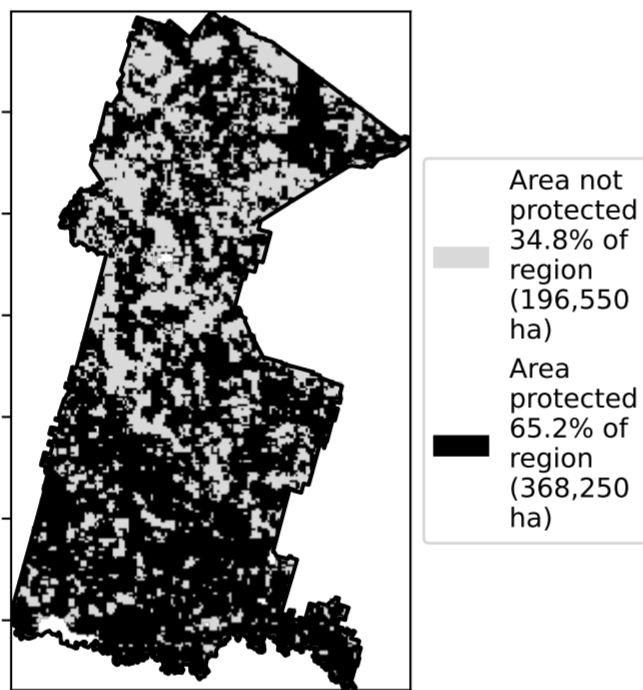 Area not
protected
34.8% of
region
(196,550
ha)
Area
protected
65.2% of
region
(368,250
ha)